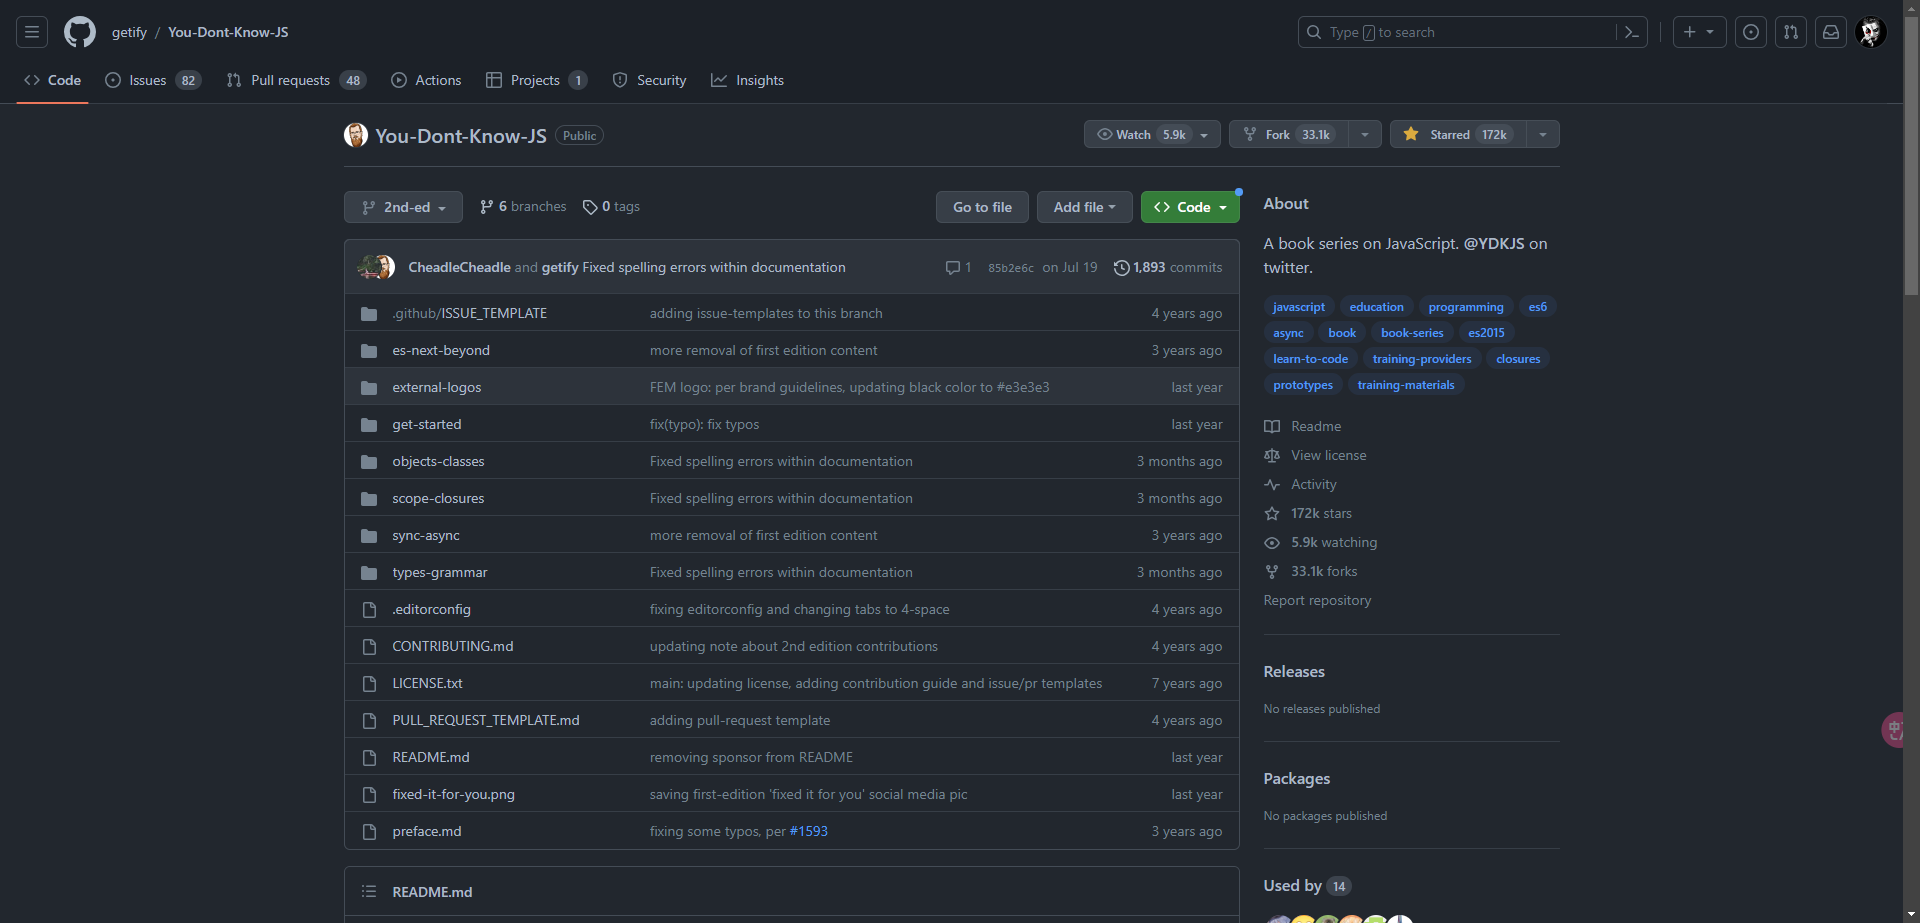 getify / You-Dont-Know-JS
Type / to search
Code Issues 82 Pull requests 48 Actions Projects 1 Security Insights
You-Dont-Know-JS Public
Watch 5.9k Fork 33.1k Starred 172k
2nd-ed 6 branches 0 tags Go to file Add file Code
CheadleCheadle and getify Fixed spelling errors within documentation 1 85b2e6c on Jul 19 1,893 commits
.github/ISSUE_TEMPLATE adding issue-templates to this branch 4 years ago
es-next-beyond more removal of first edition content 3 years ago
external-logos FEM logo: per brand guidelines, updating black color to #e3e3e3 last year
get-started fix(typo): fix typos last year
objects-classes Fixed spelling errors within documentation 3 months ago
scope-closures Fixed spelling errors within documentation 3 months ago
sync-async more removal of first edition content 3 years ago
types-grammar Fixed spelling errors within documentation 3 months ago
.editorconfig fixing editorconfig and changing tabs to 4-space 4 years ago
CONTRIBUTING.md updating note about 2nd edition contributions 4 years ago
LICENSE.txt main: updating license, adding contribution guide and issue/pr templates 7 years ago
PULL_REQUEST_TEMPLATE.md adding pull-request template 4 years ago
README.md removing sponsor from README last year
fixed-it-for-you.png saving first-edition 'fixed it for you' social media pic last year
preface.md fixing some typos, per #1593 3 years ago
README.md
About
A book series on JavaScript. @YDKJS on
twitter.
javascript education programming es6
async book book-series es2015
learn-to-code training-providers closures
prototypes training-materials
Readme
View license
Activity
172k stars
5.9k watching
33.1k forks
Report repository
Releases
No releases published
Packages
No packages published
Used by 14